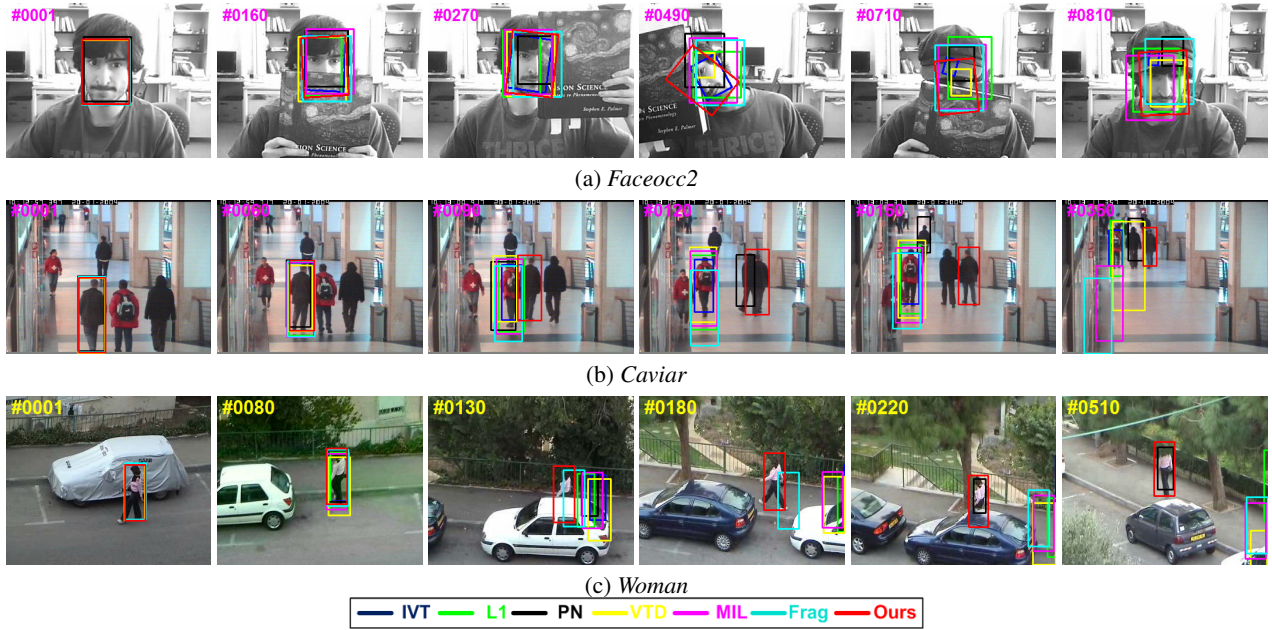 #0001 #0160 #0270 #0490 #0710 #0810
VISION SCIENCE
Stephen E. Palmer
THRICE
(a) Faceocc2
#0001 #0060 #0090 #0120 #0150 #0350
(b) Caviar
#0001 #0080 #0130 #0180 #0220 #0510
(c) Woman
IVT L1 PN VTD MIL Frag Ours